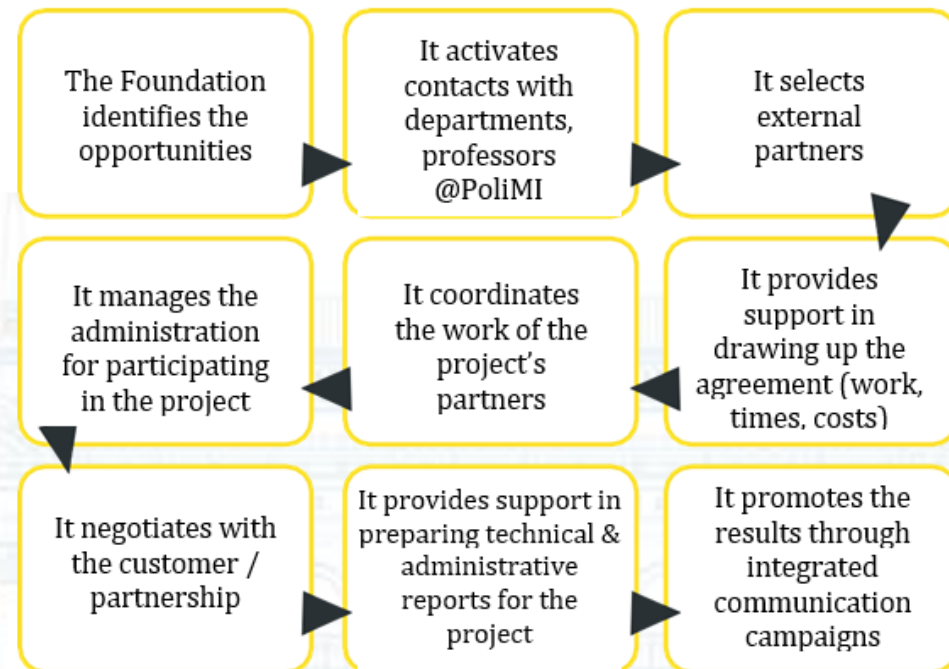 The Foundation
identifies the
opportunities
It activates
contacts with
departments,
professors
@PoliMI
It selects
external
partners
It provides
support in
drawing up the
agreement (work,
times, costs)
It coordinates
the work of the
project's
partners
It manages the
administration
for participating
in the project
It negotiates with
the customer /
partnership
It provides support in
preparing technical &
administrative
reports for the
project
It promotes the
results through
integrated
communication
campaigns